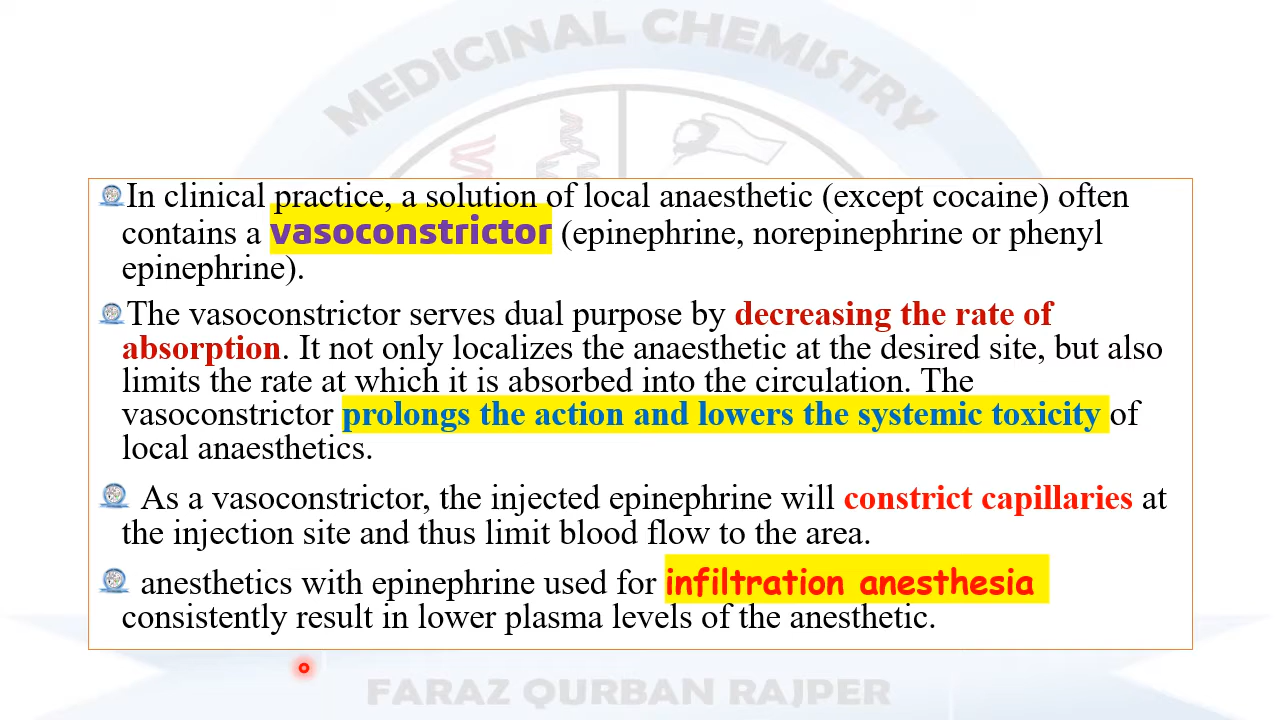 MEDICINAL CHEMISTRY
In clinical practice, a solution of local anaesthetic (except cocaine) often
contains a vasoconstrictor (epinephrine, norepinephrine or phenyl
epinephrine).
The vasoconstrictor serves dual purpose by decreasing the rate of
absorption. It not only localizes the anaesthetic at the desired site, but also
limits the rate at which it is absorbed into the circulation. The
vasoconstrictor prolongs the action and lowers the systemic toxicity of
local anaesthetics.
As a vasoconstrictor, the injected epinephrine will constrict capillaries at
the injection site and thus limit blood flow to the area.
anesthetics with epinephrine used for infiltration anesthesia
consistently result in lower plasma levels of the anesthetic.
FARAZ QURBAN RAJPER